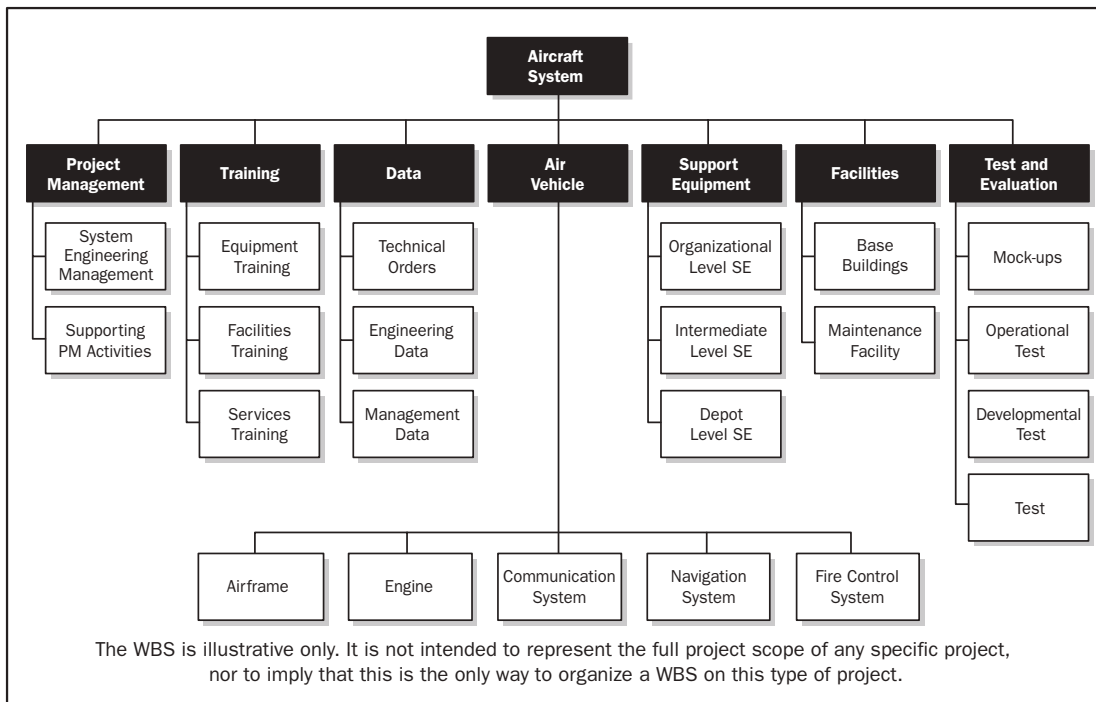 Aircraft
System
Project
Management
Training
Data
Air
Vehicle
Support
Equipment
Facilities
Test and
Evaluation
System
Engineering
Management
Supporting
PM Activities
Equipment
Training
Facilities
Training
Services
Training
Technical
Orders
Engineering
Data
Management
Data
Organizational
Level SE
Intermediate
Level SE
Depot
Level SE
Base
Buildings
Maintenance
Facility
Mock-ups
Operational
Test
Developmental
Test
Test
Airframe
Engine
Communication
System
Navigation
System
Fire Control
System
The WBS is illustrative only. It is not intended to represent the full project scope of any specific project,
nor to imply that this is the only way to organize a WBS on this type of project.